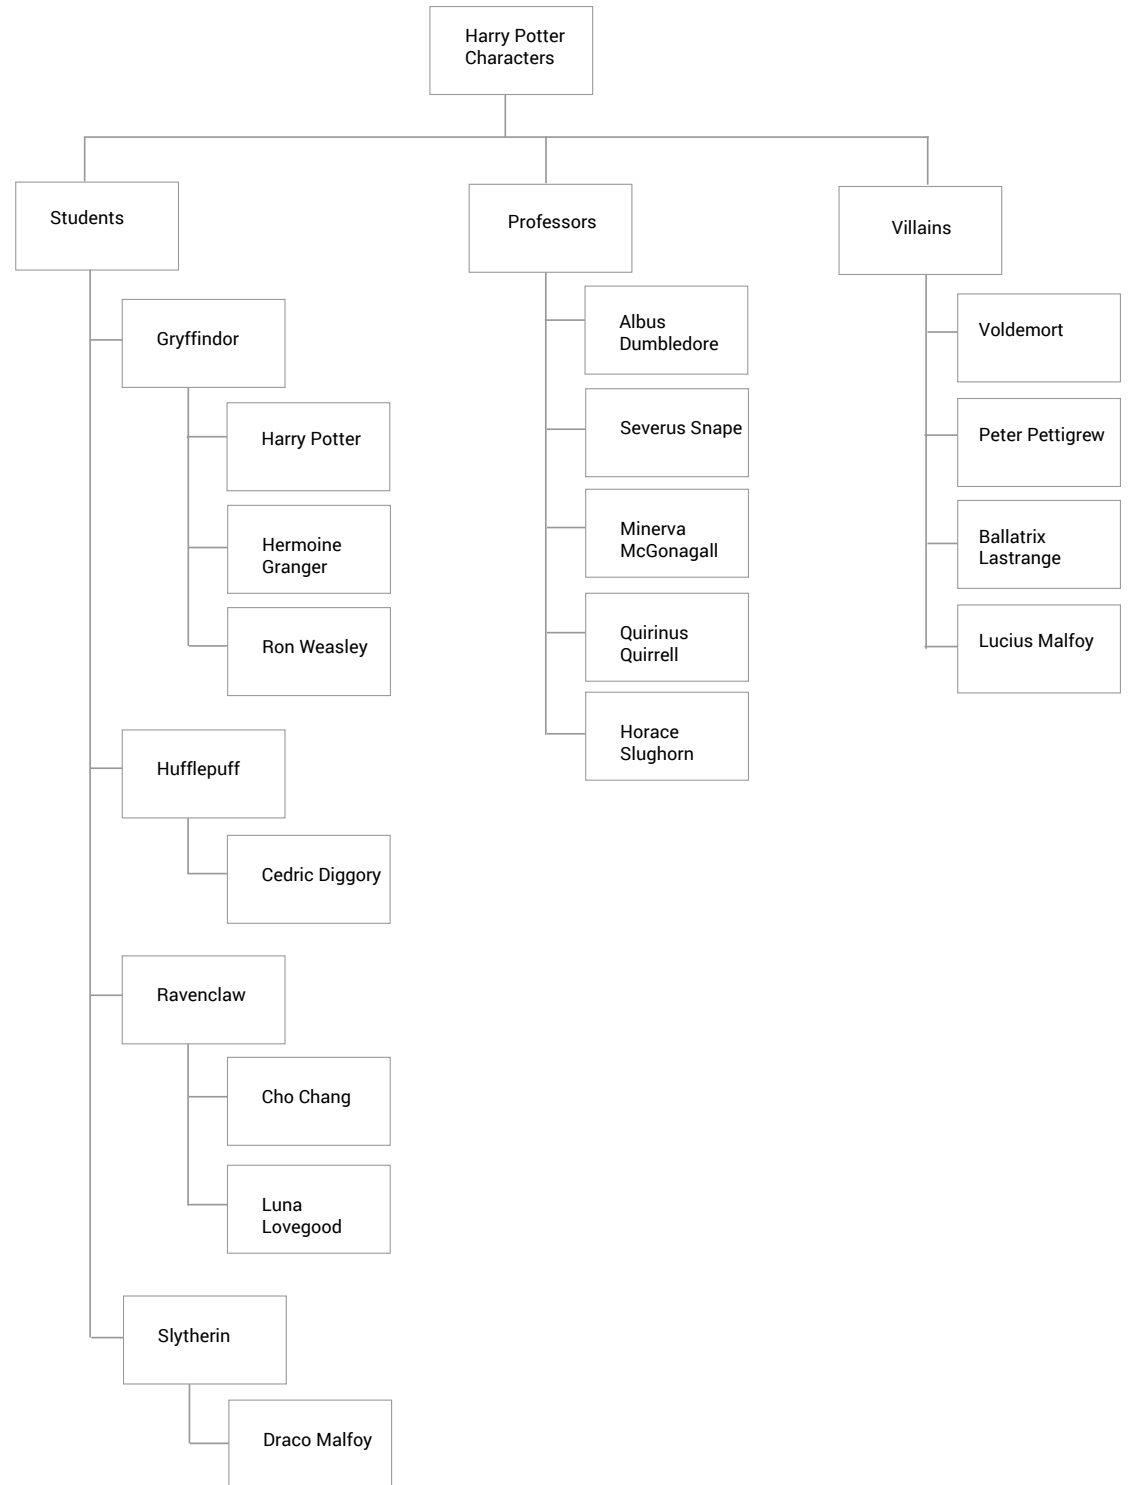 Harry Potter
Characters
Students
Gryffindor
Harry Potter
Hermoine
Granger
Ron Weasley
Hufflepuff
Cedric Diggory
Ravenclaw
Cho Chang
Luna
Lovegood
Slytherin
Draco Malfoy
Professors
Albus
Dumbledore
Severus Snape
Minerva
McGonagall
Quirinus
Quirrell
Horace
Slughorn
Villains
Voldemort
Peter Pettigrew
Ballatrix
Lastrange
Lucius Malfoy